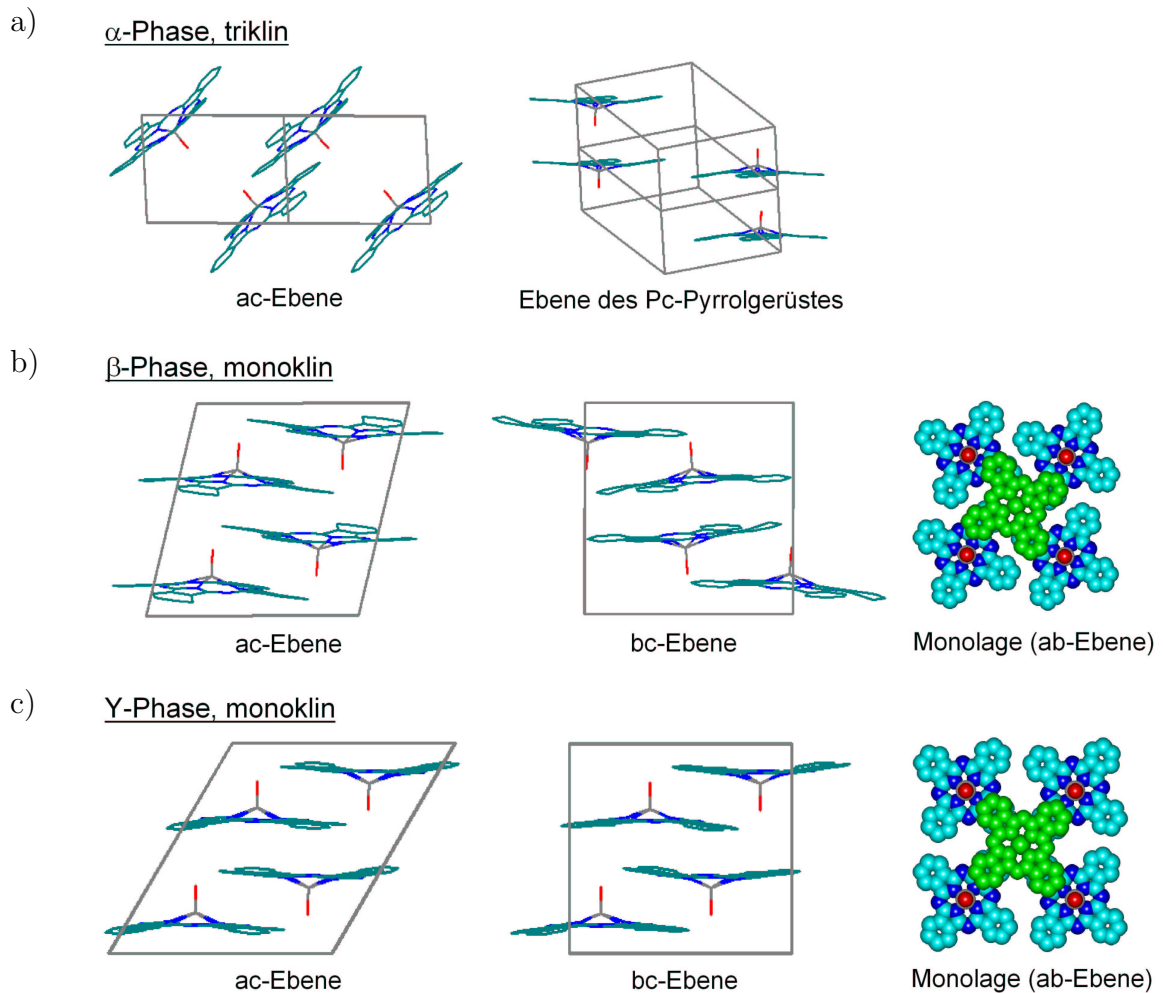 a)
α-Phase, triklin
ac-Ebene
Ebene des Pc-Pyrrolgerüstes
b)
β-Phase, monoklin
ac-Ebene
bc-Ebene
Monolage (ab-Ebene)
c)
Y-Phase, monoklin
ac-Ebene
bc-Ebene
Monolage (ab-Ebene)